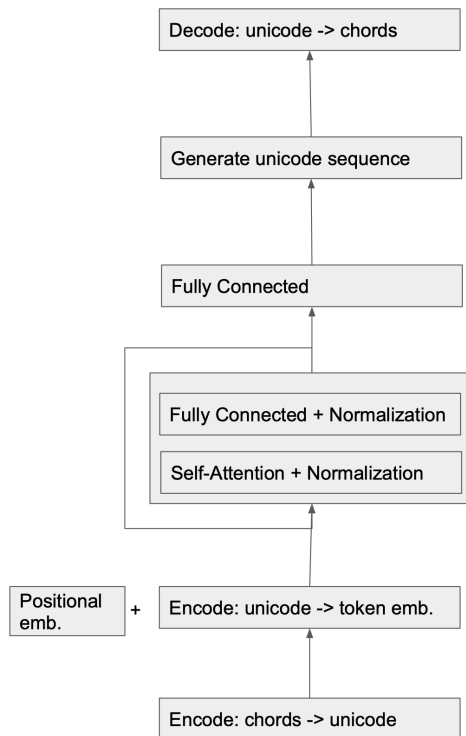 Decode: unicode -> chords
Generate unicode sequence
Fully Connected
Fully Connected + Normalization
Self-Attention + Normalization
Positional
emb.
+
Encode: unicode -> token emb.
Encode: chords -> unicode